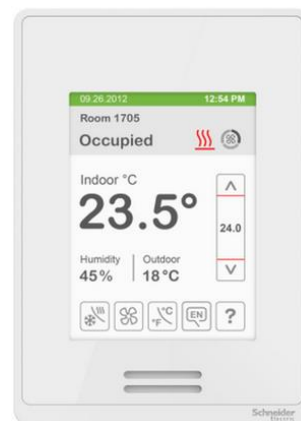 09.26.2012 12:54 PM
Room 1705
Occupied
Indoor °C
23.5°
24.0
Humidity Outdoor
45% 18°C
°F °C EN ?
Schneider
Electric